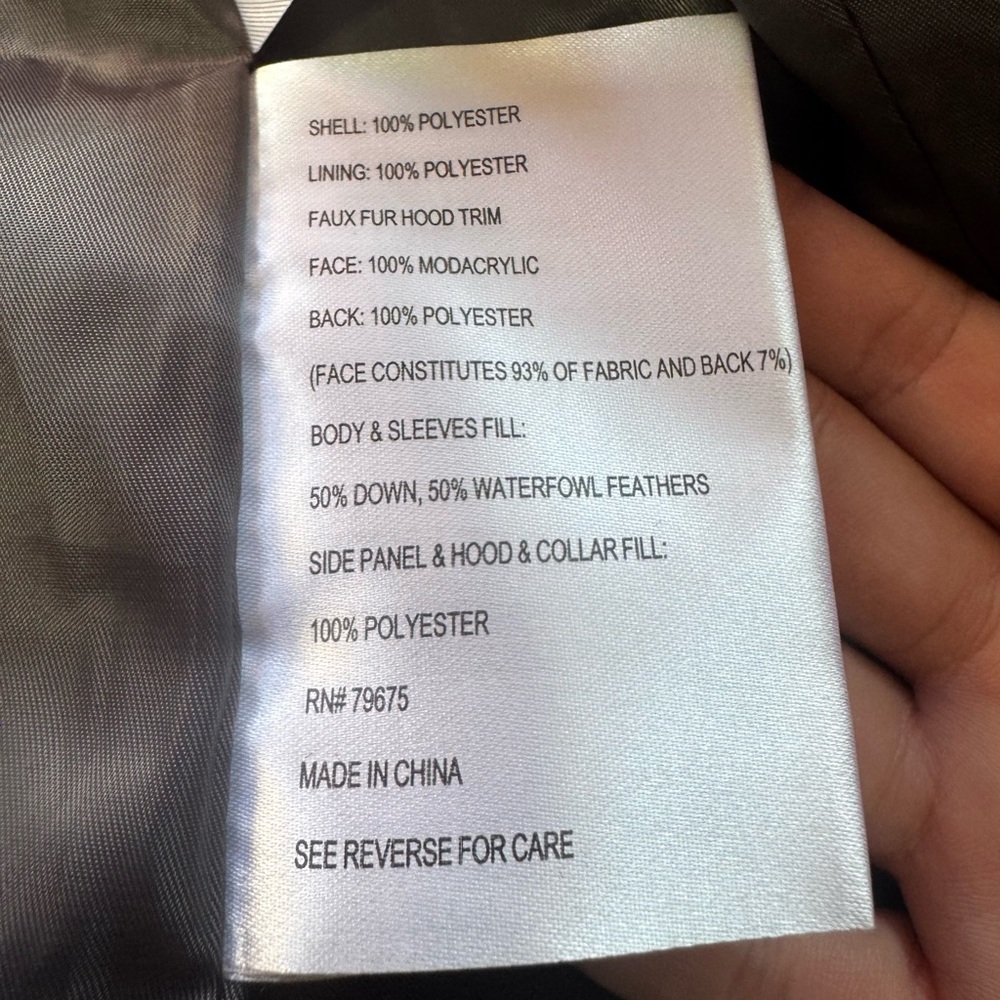 SHELL: 100% POLYESTER
LINING: 100% POLYESTER
FAUX FUR HOOD TRIM
FACE: 100% MODACRYLIC
BACK: 100% POLYESTER
(FACE CONSTITUTES 93% OF FABRIC AND BACK 7%)
BODY & SLEEVES FILL:
50% DOWN, 50% WATERFOWL FEATHERS
SIDE PANEL & HOOD & COLLAR FILL:
100% POLYESTER
RN# 79675
MADE IN CHINA
SEE REVERSE FOR CARE